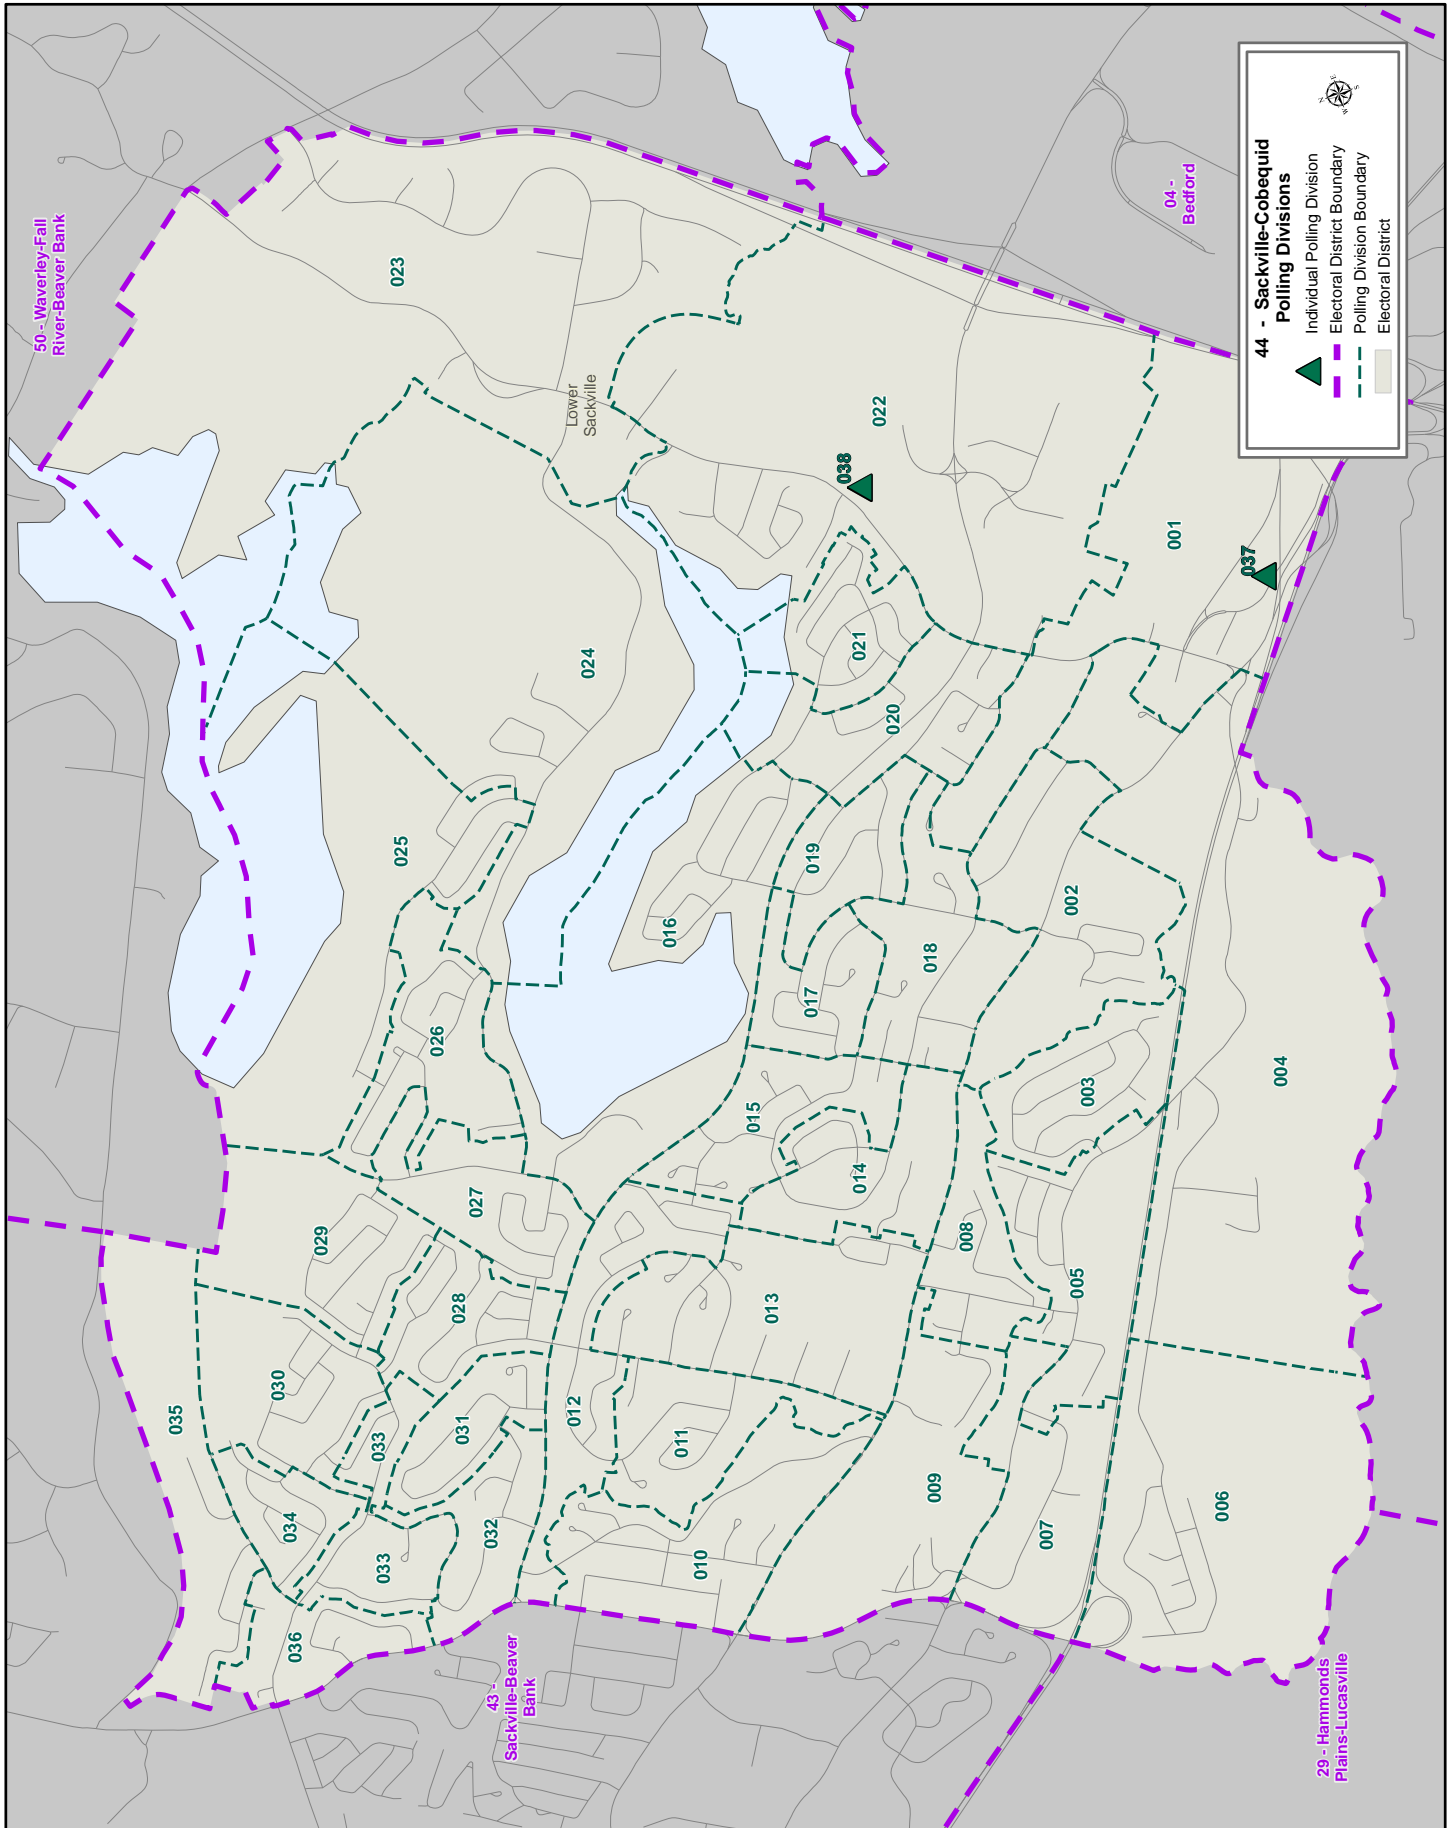 44 - Sackville-Cobequid
Polling Divisions
Individual Polling Division
Electoral District Boundary
Polling Division Boundary
Electoral District
50 - Waverley-Fall
River-Beaver Bank
04 -
Bedford
43 -
Sackville-Beaver
Bank
29 - Hammonds
Plains-Lucasville
Lower
Sackville
001
002
003
004
005
006
007
008
009
010
011
012
013
014
015
016
017
018
019
020
021
022
023
024
025
026
027
028
029
030
031
032
033
033
034
035
036
037
038